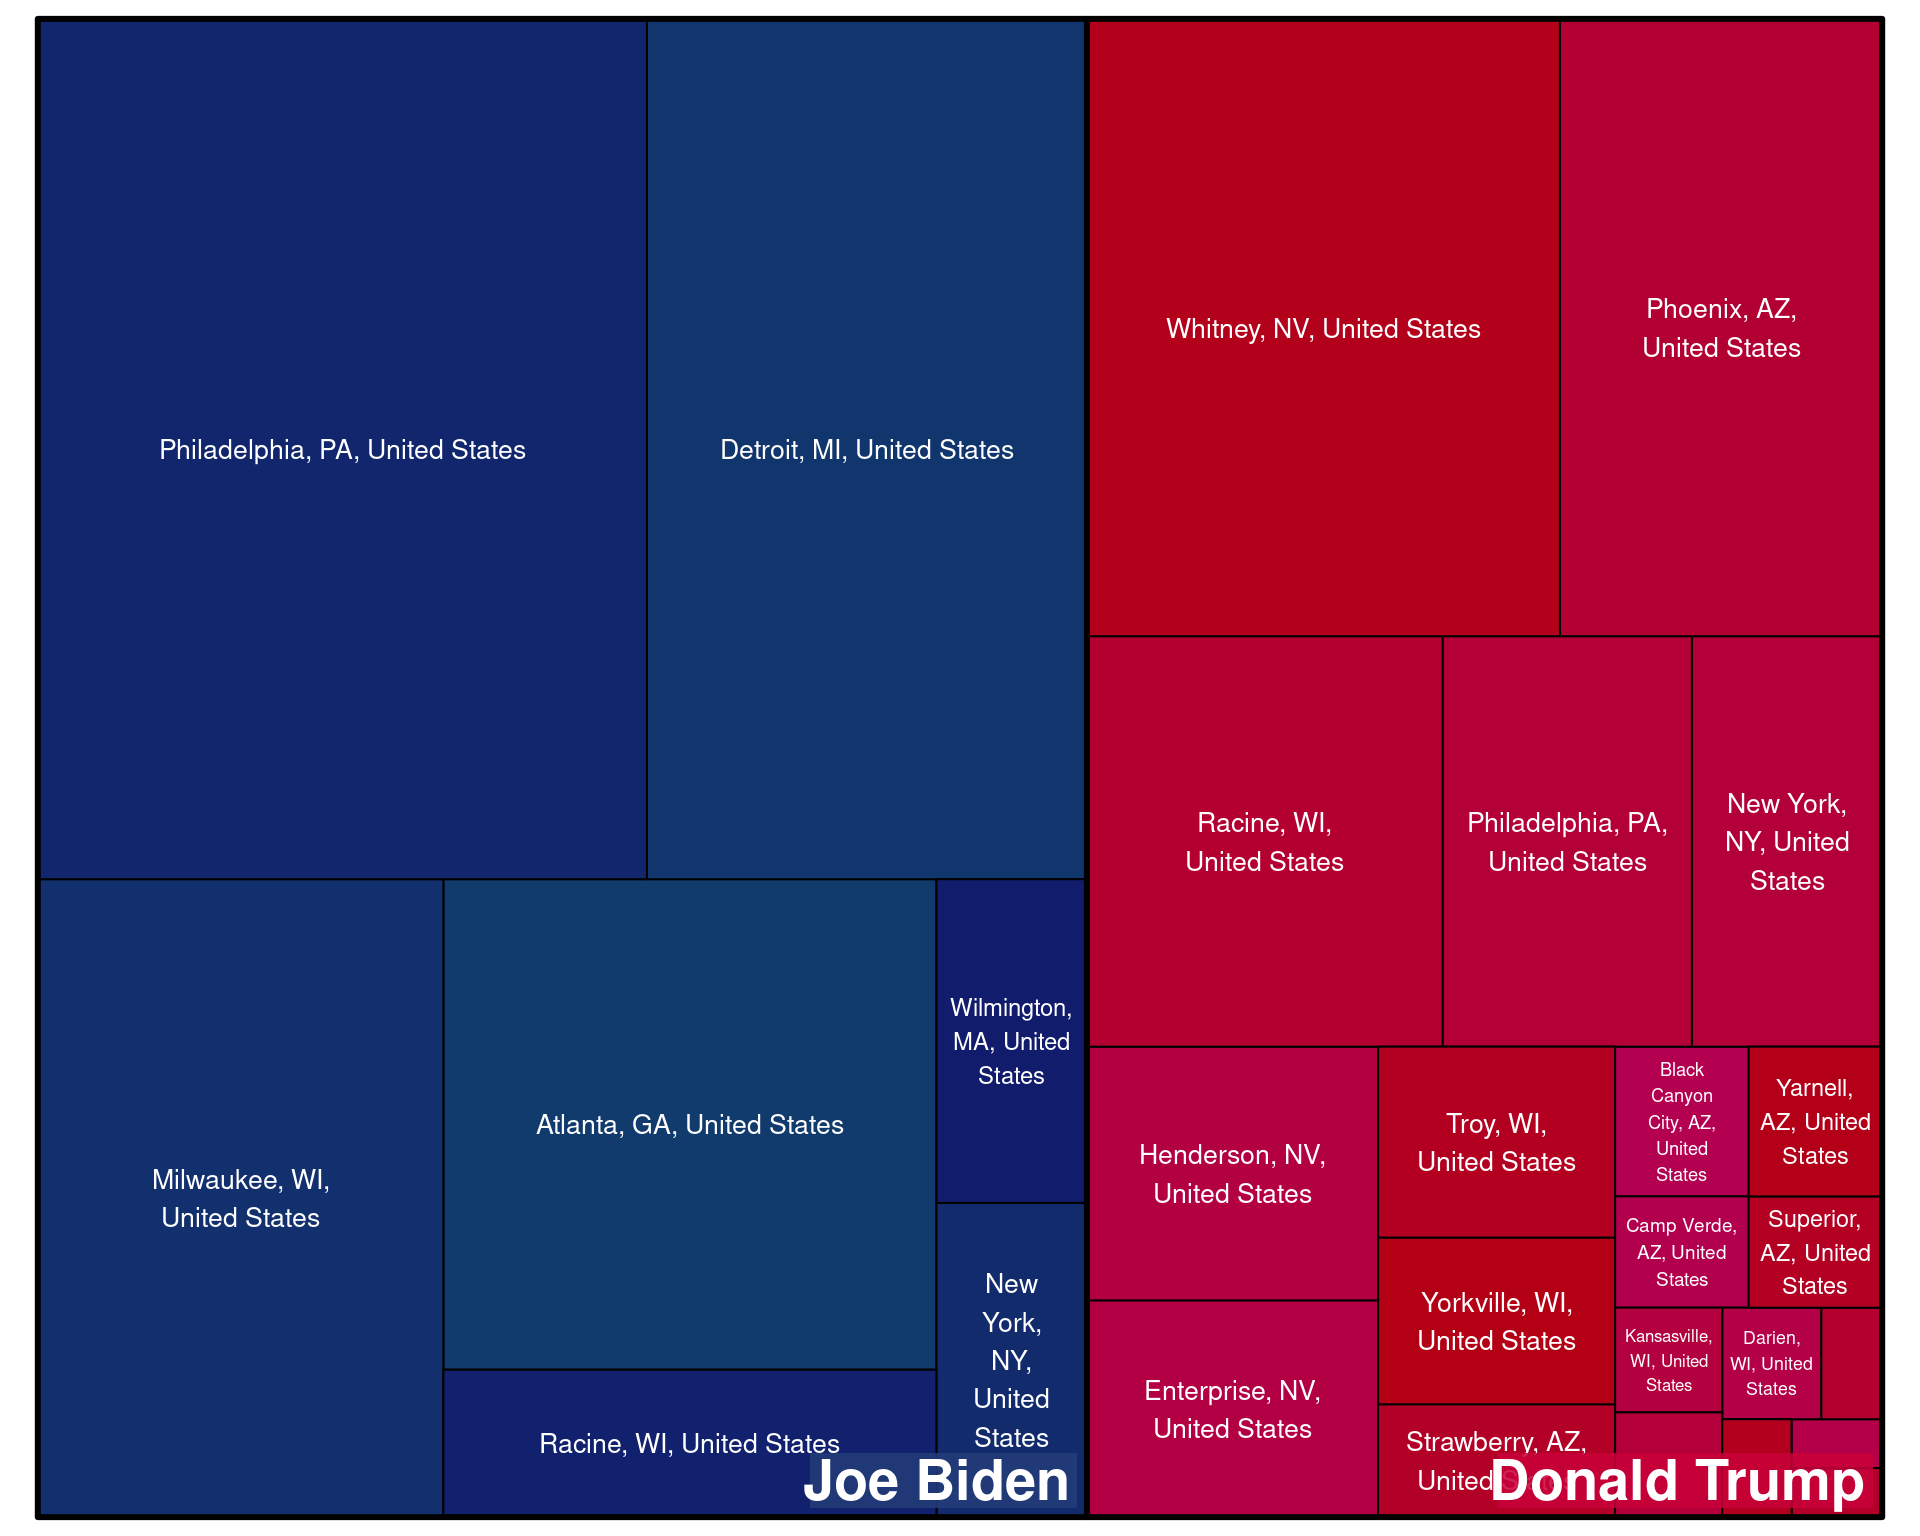 Philadelphia, PA, United States
Detroit, MI, United States
Milwaukee, WI,
United States
Atlanta, GA, United States
Wilmington,
MA, United
States
New
York,
NY,
United
States
Racine, WI, United States
Joe Biden
Whitney, NV, United States
Phoenix, AZ,
United States
Racine, WI,
United States
Philadelphia, PA,
United States
New York,
NY, United
States
Henderson, NV,
United States
Enterprise, NV,
United States
Troy, WI,
United States
Yorkville, WI,
United States
Strawberry, AZ,
United States
Black
Canyon
City, AZ,
United
States
Yarnell,
AZ, United
States
Camp Verde,
AZ, United
States
Superior,
AZ, United
States
Kansasville,
WI, United
States
Darien,
WI, United
States
Donald Trump